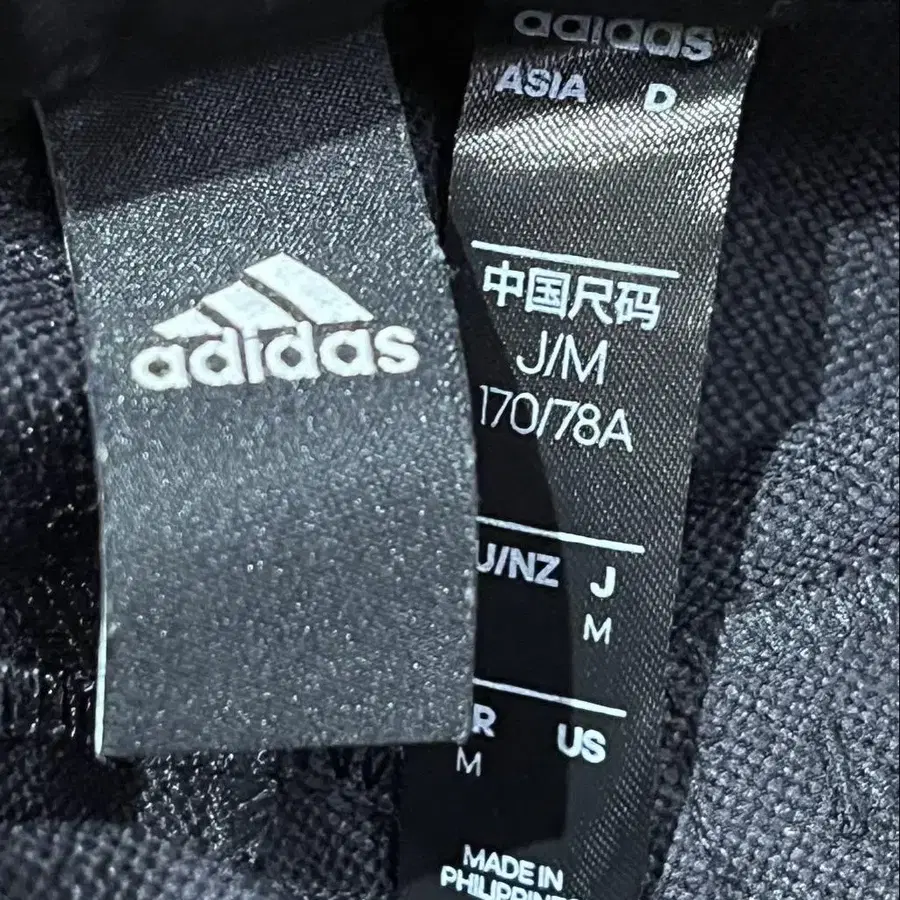 adidas
adidas
ASIA D
中国尺码
J/M
170/78A
U/NZ J
M
R US
M
MADE IN
PHILIPPINES